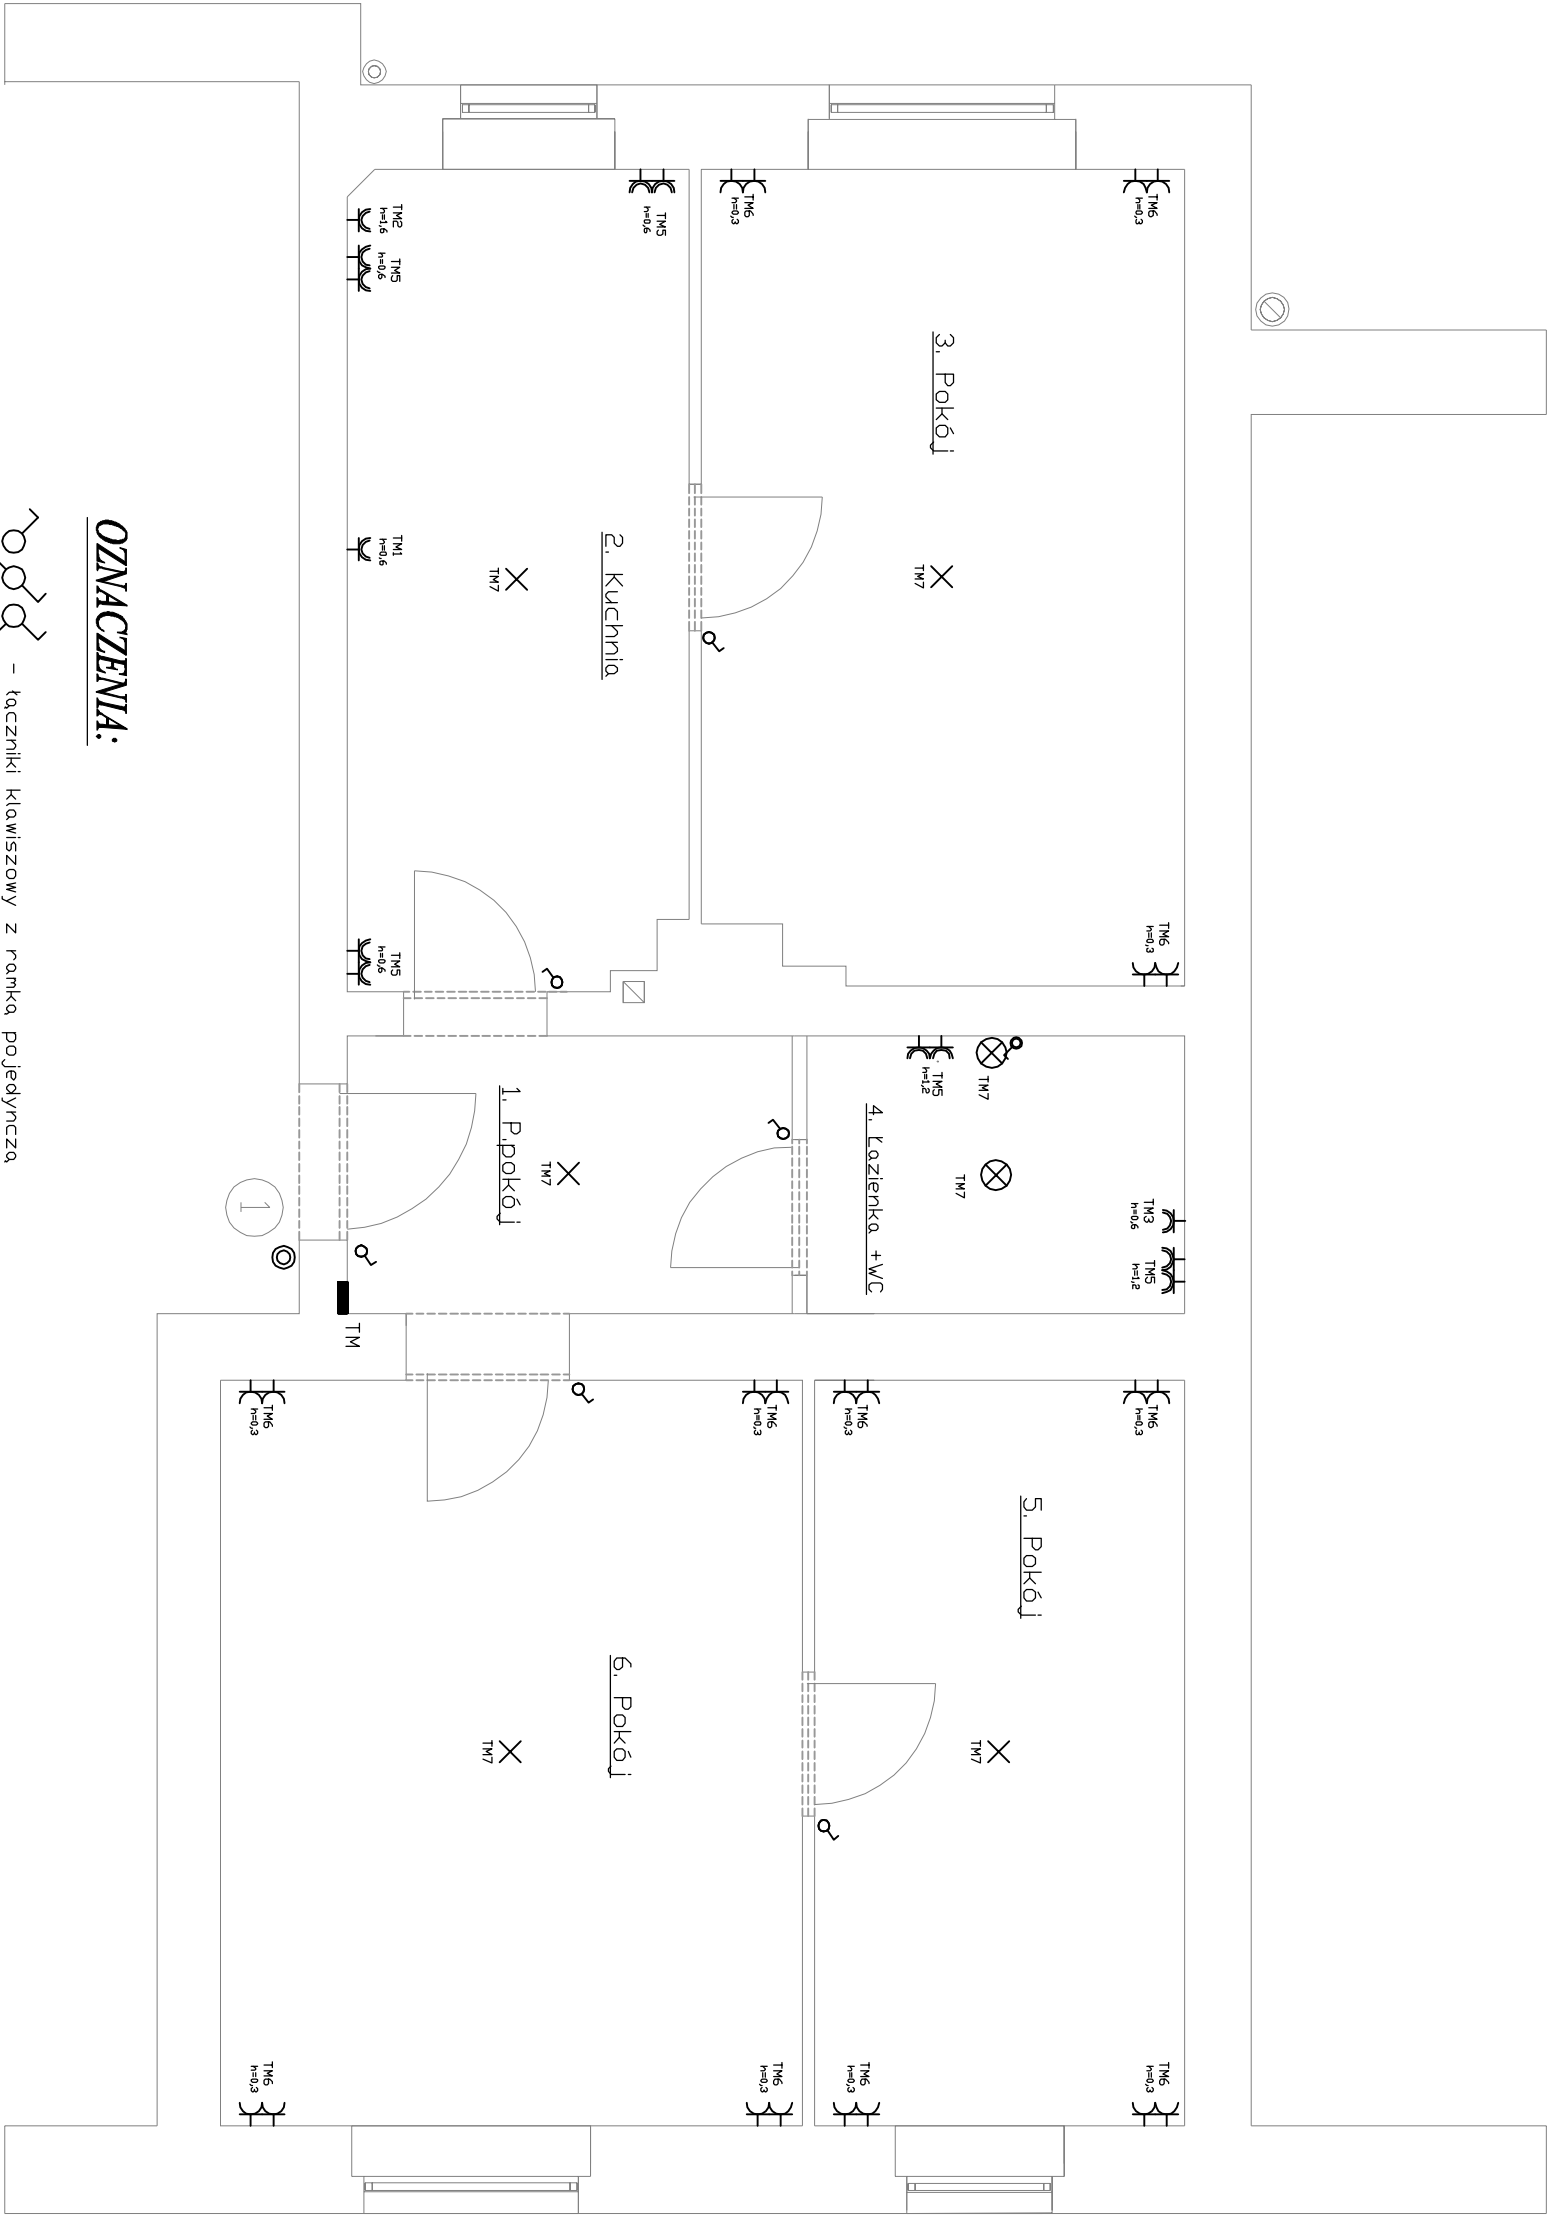 TM6
h=0,3
TM6
h=0,3
TM5
h=0,6
TM2
h=1,6
TM5
h=0,6
3. Pokój
TM7
TM1
h=0,6
TM7
2. Kuchnia
TM6
h=0,3
TM5
h=0,6
TM5
h=1,2
TM7
4. Łazienka +WC
TM7
TM3
h=0,6
TM5
h=1,2
1. P.pokój
TM7
1
TM
TM6
h=0,3
TM6
h=0,3
TM6
h=0,3
TM6
h=0,3
5. Pokój
TM7
6. Pokój
TM7
TM6
h=0,3
TM6
h=0,3
TM6
h=0,3
TM6
h=0,3
OZNACZENIA:
- łączniki klawiszowy z ramką pojedynczą